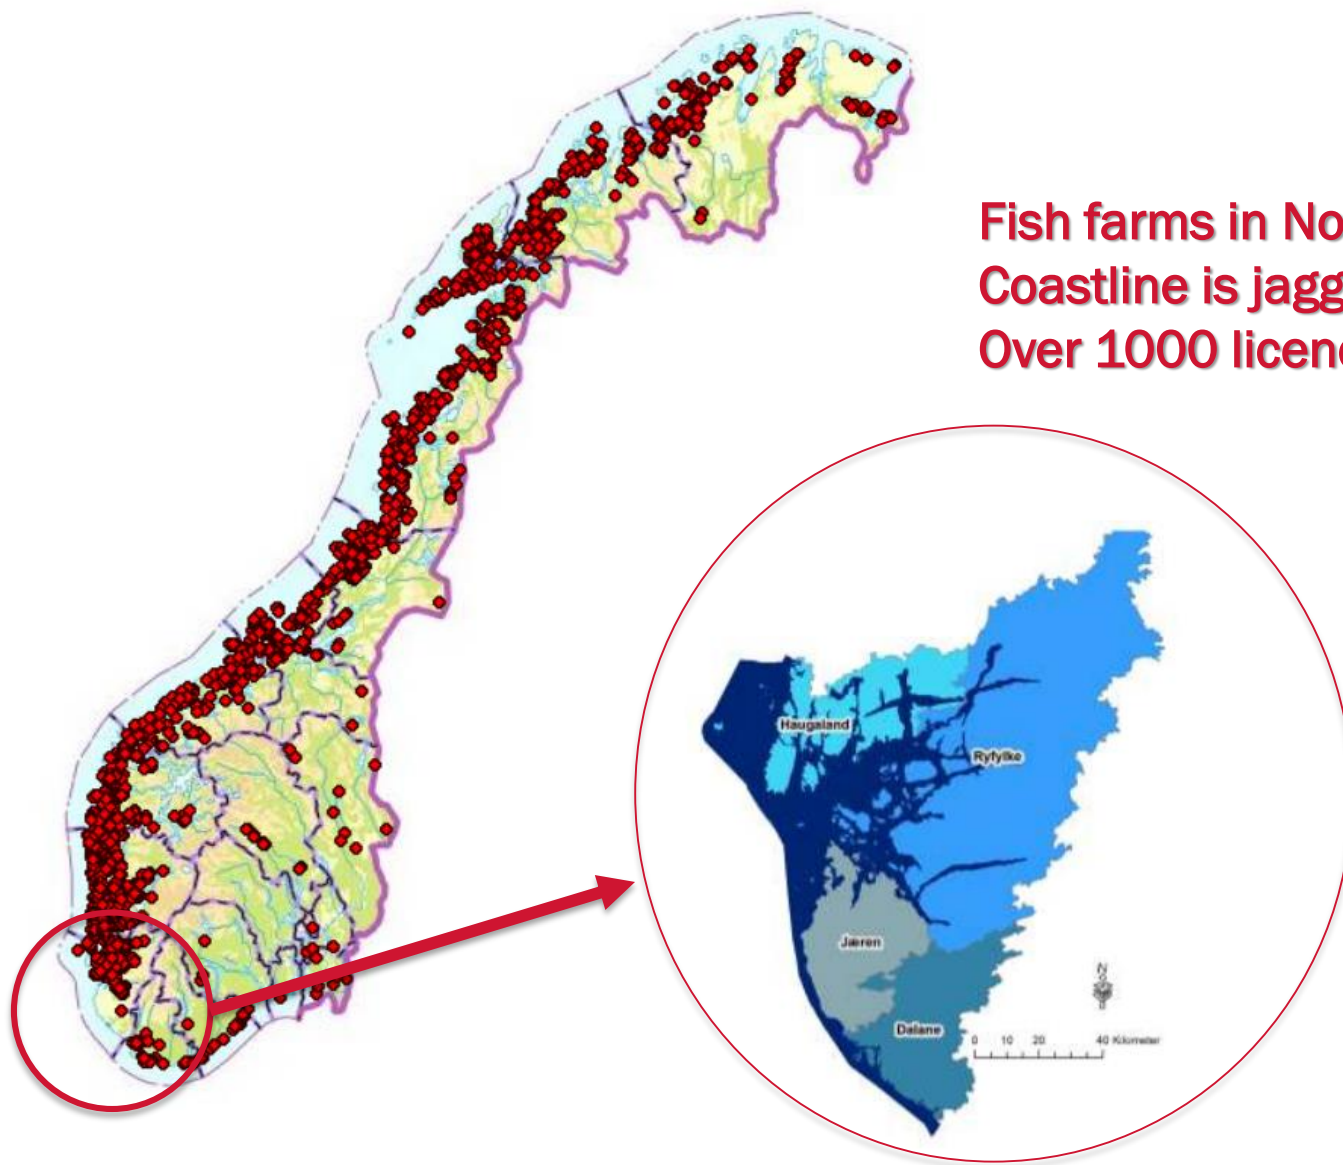 Fish farms in No
Coastline is jagg
Over 1000 licen
Haugaland
Ryfylke
Jæren
Dalane
N
0 10 20 40 Kilometer